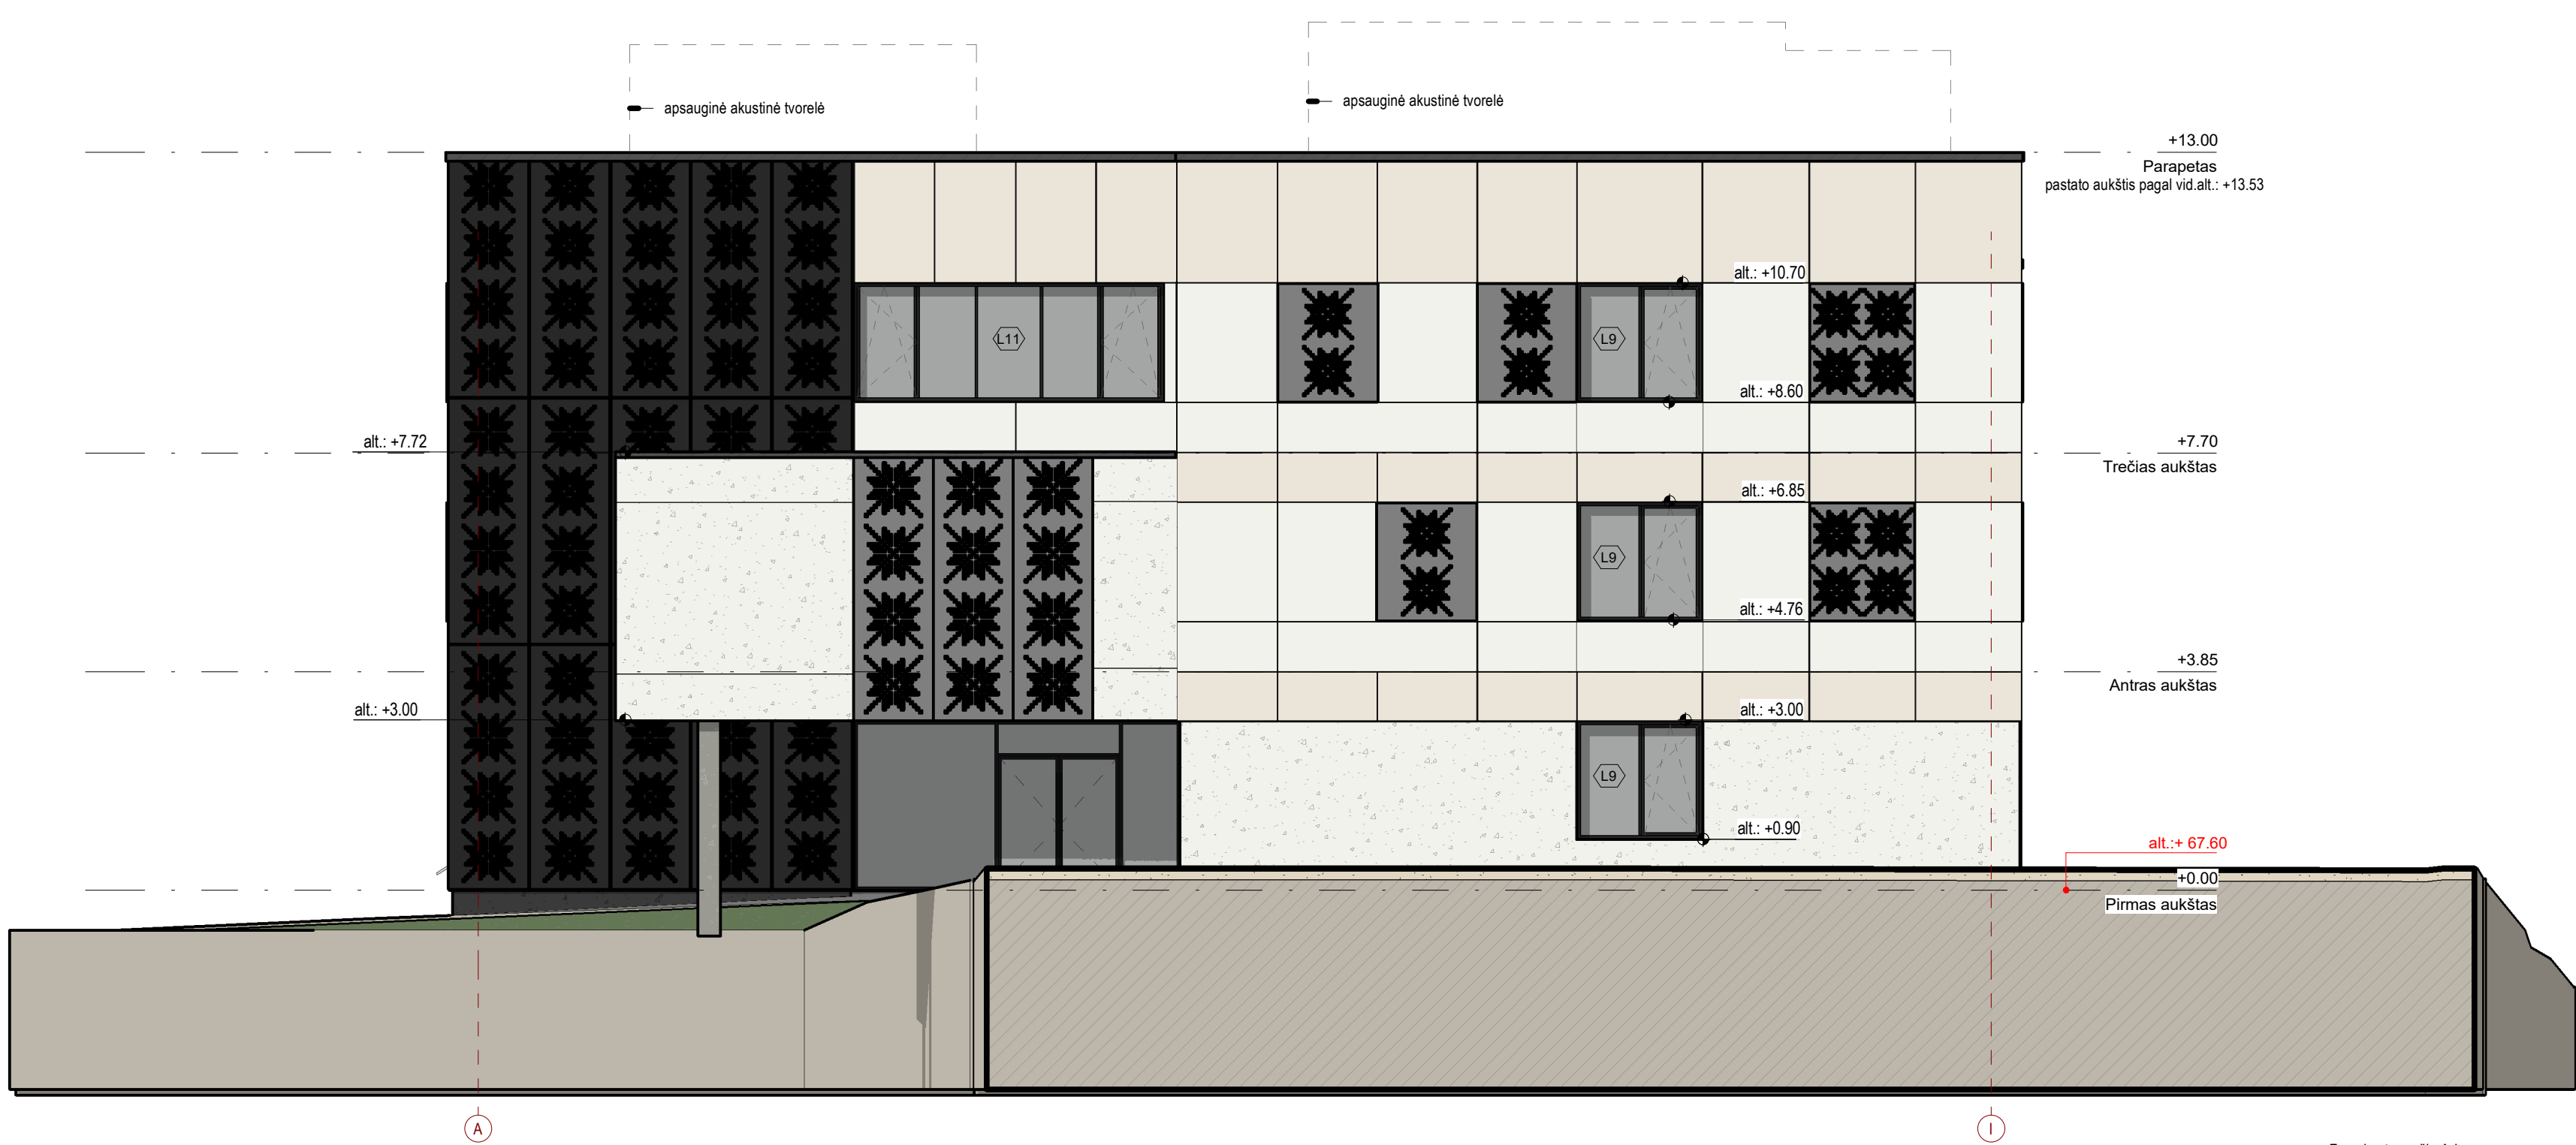 apsauginė akustinė tvorelė
apsauginė akustinė tvorelė
+13.00
Parapetas
pastato aukštis pagal vid.alt.: +13.53
alt.: +10.70
L11
L9
alt.: +8.60
alt.: +7.72
+7.70
Trečias aukštas
alt.: +6.85
L9
alt.: +4.76
+3.85
Antras aukštas
alt.: +3.00
alt.: +3.00
L9
alt.: +0.90
alt.:+ 67.60
+0.00
Pirmas aukštas
A
I